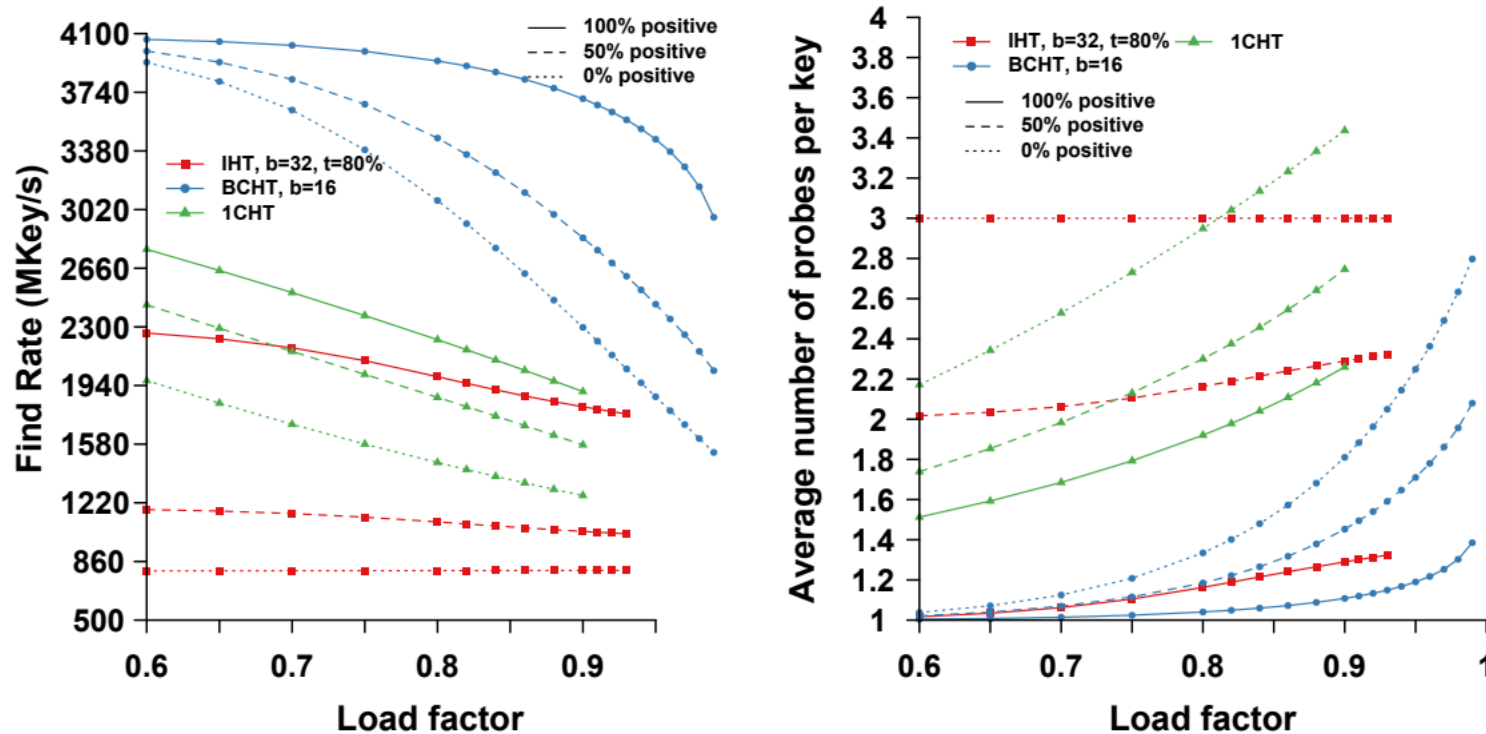 Find Rate (MKey/s)
4100
3740
3380
3020
2660
2300
1940
1580
1220
860
500
100% positive
50% positive
0% positive
IHT, b=32, t=80%
BCHT, b=16
1CHT
0.6 0.7 0.8 0.9
Load factor
Average number of probes per key
4
3.8
3.6
3.4
3.2
3
2.8
2.6
2.4
2.2
2
1.8
1.6
1.4
1.2
1
IHT, b=32, t=80% 1CHT
BCHT, b=16
100% positive
50% positive
0% positive
0.6 0.7 0.8 0.9 1
Load factor